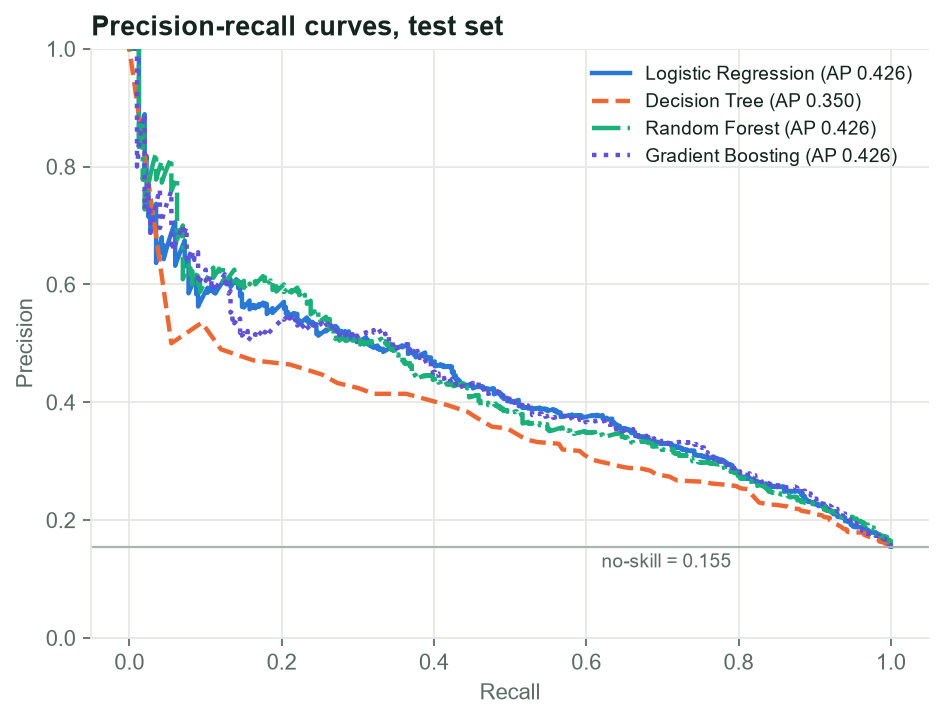 Precision-recall curves, test set
1.0
0.8
0.6
0.4
0.2
0.0
Precision
Logistic Regression (AP 0.426)
Decision Tree (AP 0.350)
Random Forest (AP 0.426)
Gradient Boosting (AP 0.426)
no-skill = 0.155
0.0 0.2 0.4 0.6 0.8 1.0
Recall